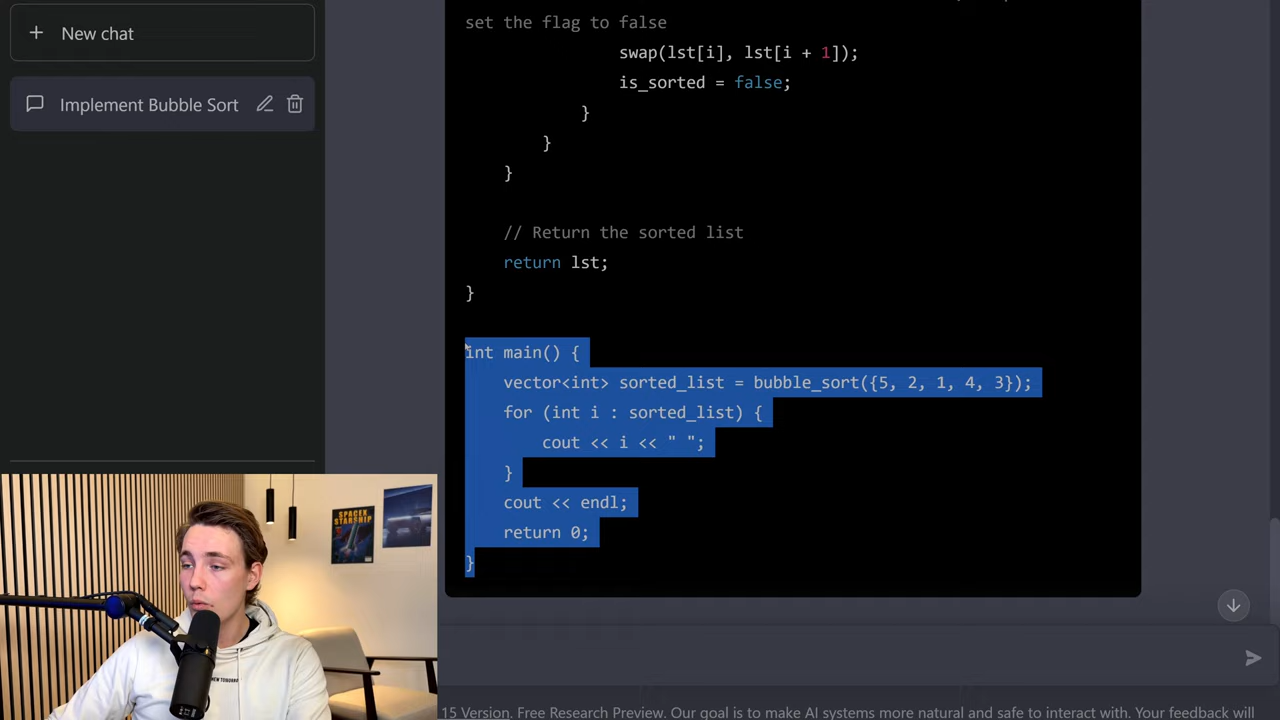 New chat
Implement Bubble Sort
set the flag to false
swap(lst[i], lst[i + 1]);
is_sorted = false;
}
}
}
// Return the sorted list
return lst;
}
int main() {
vector<int> sorted_list = bubble_sort({5, 2, 1, 4, 3});
for (int i : sorted_list) {
cout << i << " ";
}
cout << endl;
return 0;
}
SPACEX
STARSHIP
15 Version. Free Research Preview. Our goal is to make AI systems more natural and safe to interact with. Your feedback will